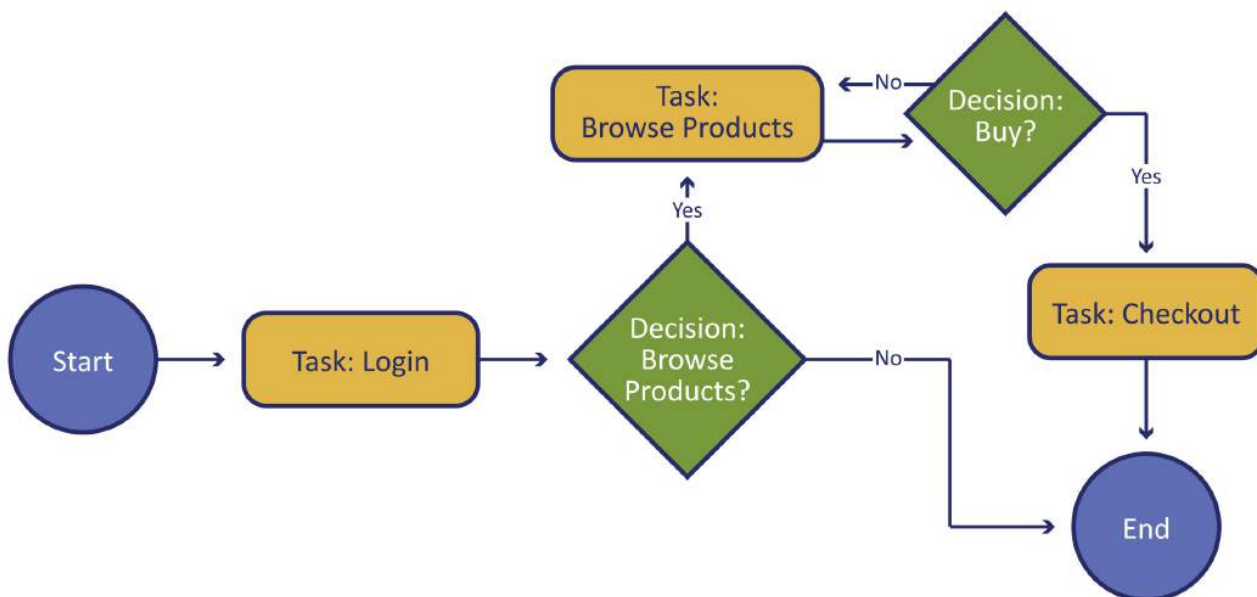 Start
Task: Login
Decision:
Browse
Products?
Yes
No
Task:
Browse Products
No
Decision:
Buy?
Yes
Task: Checkout
End